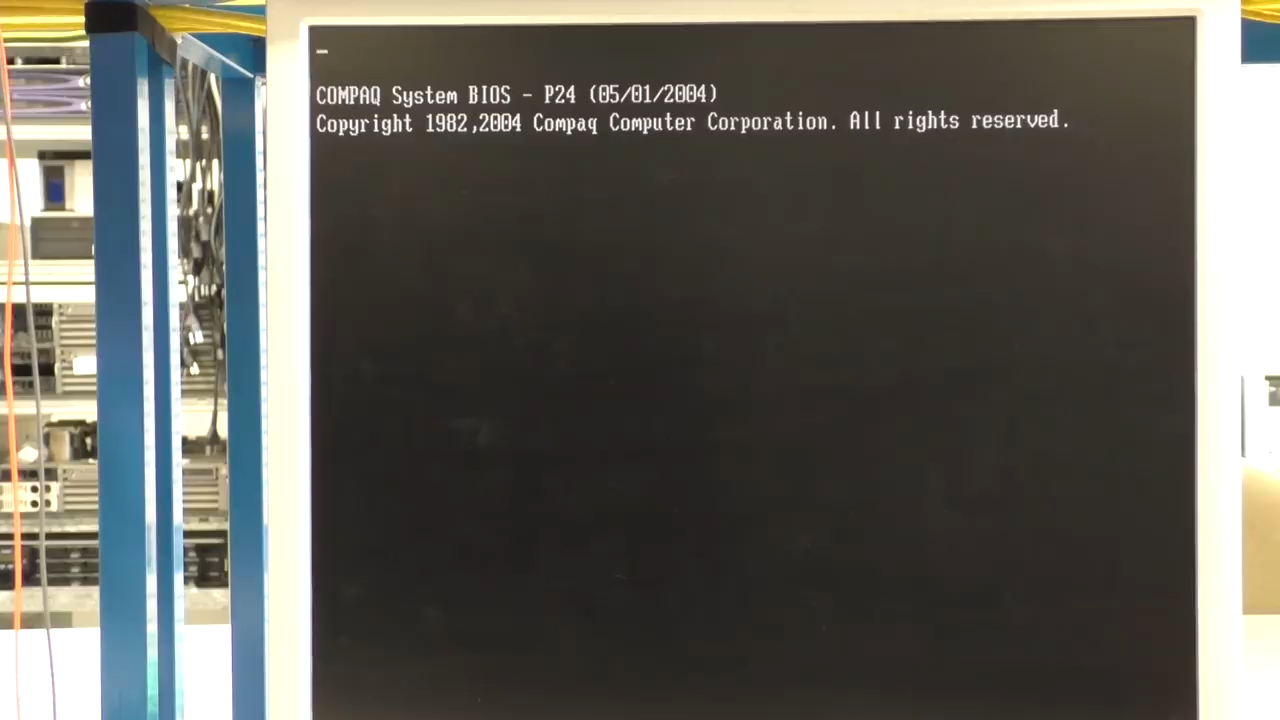 COMPAQ System BIOS - P24 (05/01/2004)
Copyright 1982,2004 Compaq Computer Corporation. All rights reserved.